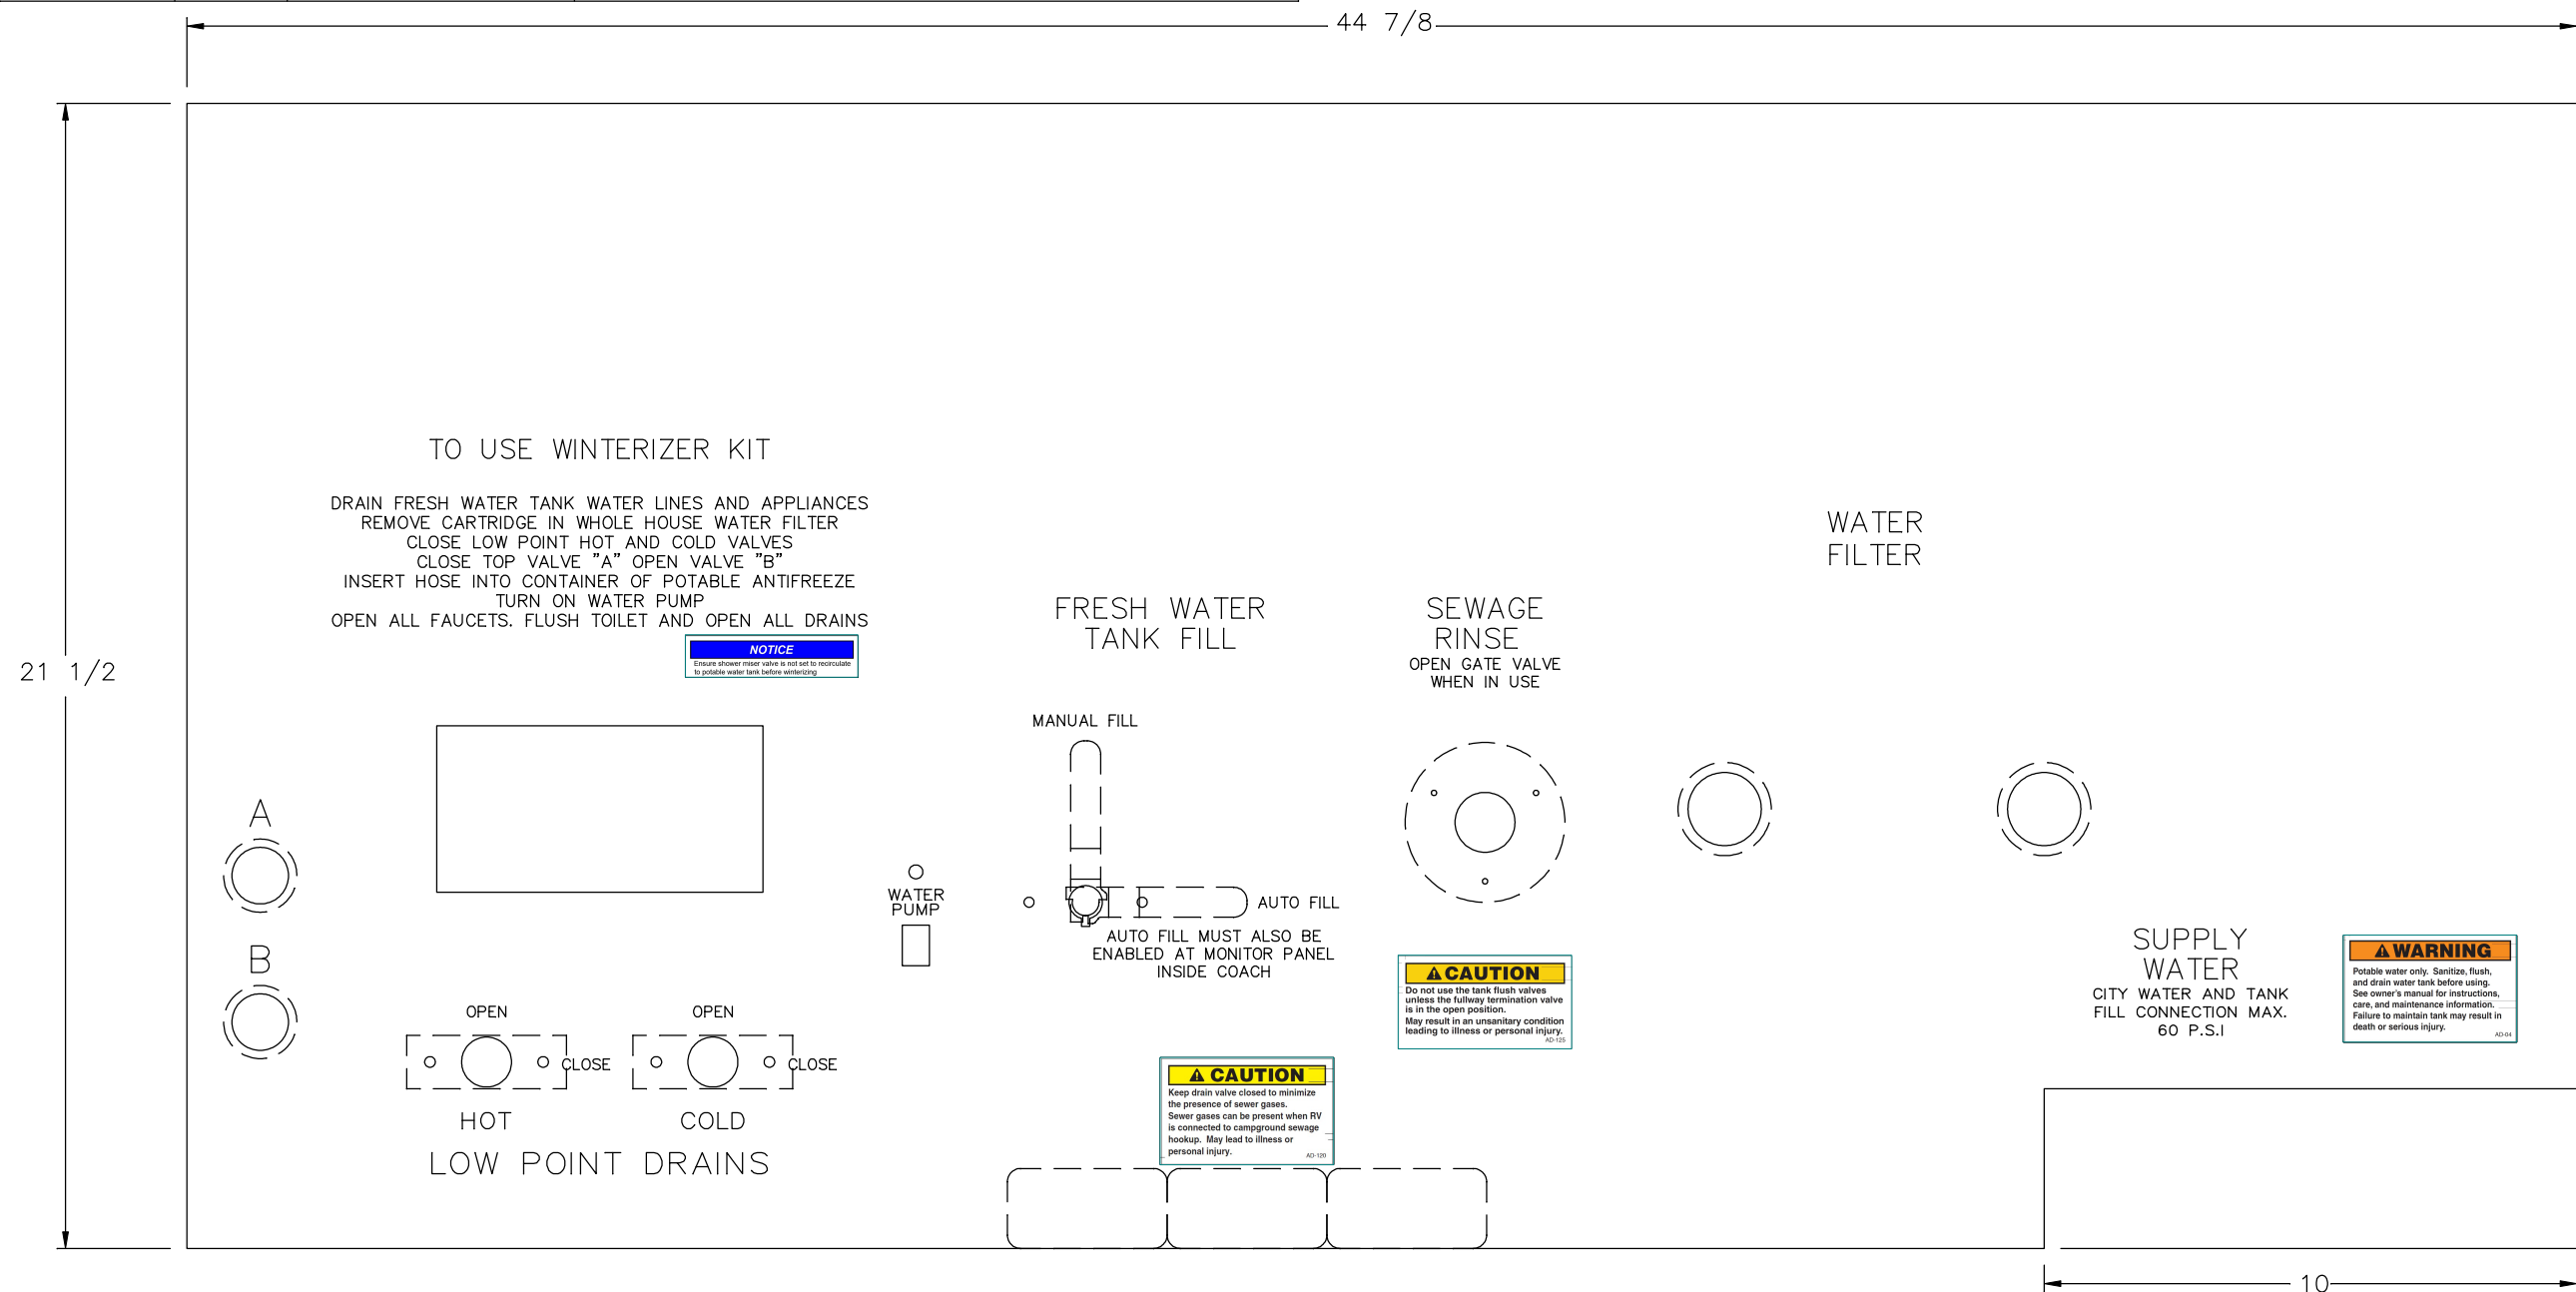 44 7/8
TO USE WINTERIZER KIT
DRAIN FRESH WATER TANK WATER LINES AND APPLIANCES
REMOVE CARTRIDGE IN WHOLE HOUSE WATER FILTER
CLOSE LOW POINT HOT AND COLD VALVES
CLOSE TOP VALVE "A" OPEN VALVE "B"
INSERT HOSE INTO CONTAINER OF POTABLE ANTIFREEZE
TURN ON WATER PUMP
OPEN ALL FAUCETS. FLUSH TOILET AND OPEN ALL DRAINS
NOTICE
Ensure shower miser valve is not set to recirculate
to potable water tank before winterizing
21 1/2
A
B
OPEN
CLOSE
HOT
OPEN
CLOSE
COLD
LOW POINT DRAINS
WATER
PUMP
FRESH WATER
TANK FILL
MANUAL FILL
AUTO FILL
AUTO FILL MUST ALSO BE
ENABLED AT MONITOR PANEL
INSIDE COACH
CAUTION
Keep drain valve closed to minimize
the presence of sewer gases.
Sewer gases can be present when RV
is connected to campground sewage
hookup. May lead to illness or
personal injury.
AD-120
SEWAGE
RINSE
OPEN GATE VALVE
WHEN IN USE
CAUTION
Do not use the tank flush valves
unless the fullway termination valve
is in the open position.
May result in an unsanitary condition
leading to illness or personal injury.
AD-125
WATER
FILTER
SUPPLY
WATER
CITY WATER AND TANK
FILL CONNECTION MAX.
60 P.S.I
WARNING
Potable water only. Sanitize, flush,
and drain water tank before using.
See owner's manual for instructions,
care, and maintenance information.
Failure to maintain tank may result in
death or serious injury.
AD-04
10